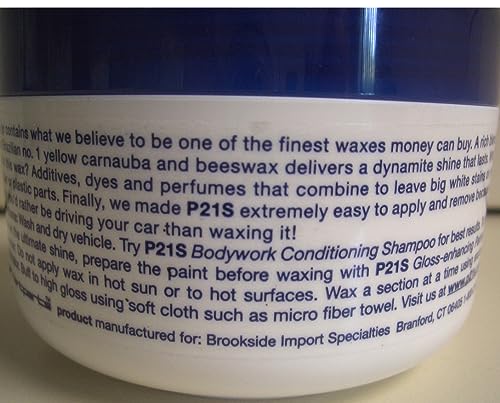 contains what we believe to be one of the finest waxes money can buy. A rich
no. 1 yellow carnauba and beeswax delivers a dynamite shine that lasts.
this wax? Additives, dyes and perfumes that combine to leave big white stains
plastic parts. Finally, we made P21S extremely easy to apply and remove
rather be driving your car than waxing it!
Wash and dry vehicle. Try P21S Bodywork Conditioning Shampoo for best results.
ultimate shine, prepare the paint before waxing with P21S Gloss-enhancing
Do not apply wax in hot sun or to hot surfaces. Wax a section at a time using
Buff to high gloss using soft cloth such as micro fiber towel. Visit us at
product manufactured for: Brookside Import Specialties Branford, CT 06405